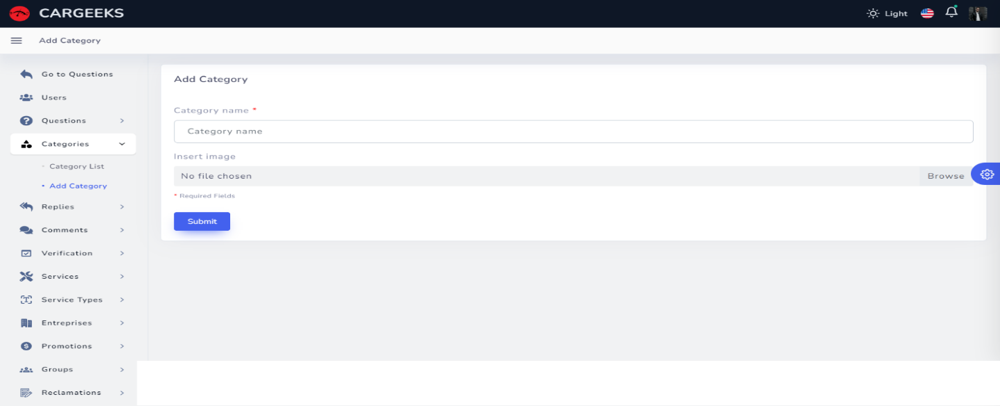 CARGEEKS
Light
Add Category
Go to Questions
Users
Questions
Categories
Category List
Add Category
Replies
Comments
Verification
Services
Service Types
Entreprises
Promotions
Groups
Reclamations
Add Category
Category name *
Category name
Insert image
No file chosen Browse
* Required Fields
Submit